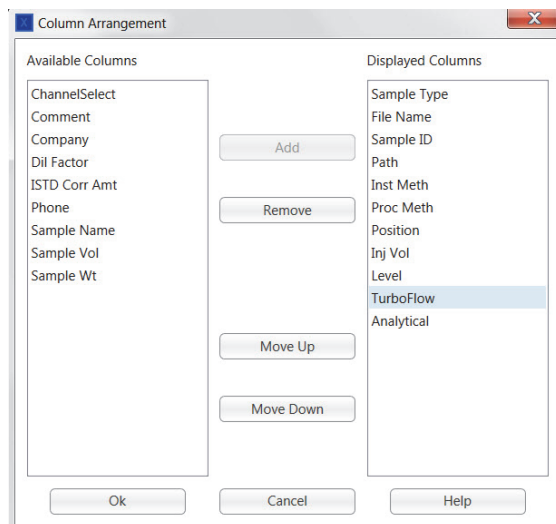 Column Arrangement
X
Available Columns
ChannelSelect
Comment
Company
Dil Factor
ISTD Corr Amt
Phone
Sample Name
Sample Vol
Sample Wt
Add
Remove
Move Up
Move Down
Displayed Columns
Sample Type
File Name
Sample ID
Path
Inst Meth
Proc Meth
Position
Inj Vol
Level
TurboFlow
Analytical
Ok
Cancel
Help